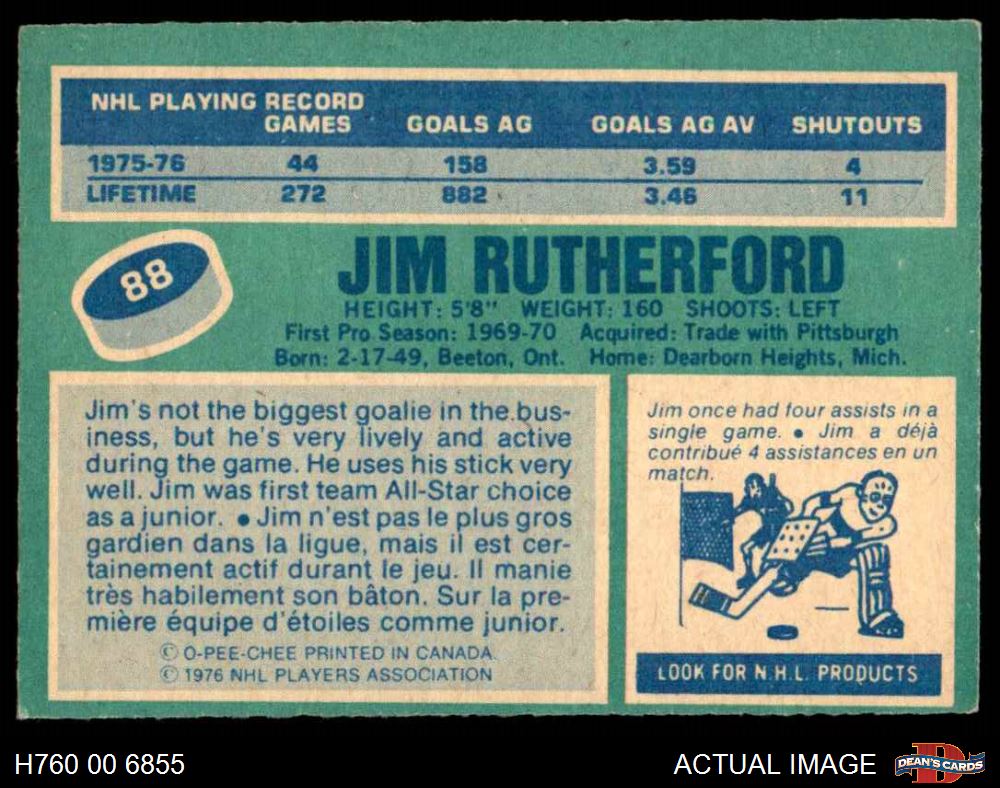 NHL PLAYING RECORD
GAMES GOALS AG GOALS AG AV SHUTOUTS
1975-76 44 158 3.59 4
LIFETIME 272 882 3.46 11
88
JIM RUTHERFORD
HEIGHT: 5'8" WEIGHT: 160 SHOOTS: LEFT
First Pro Season: 1969-70 Acquired: Trade with Pittsburgh
Born: 2-17-49, Beeton, Ont. Home: Dearborn Heights, Mich.
Jim's not the biggest goalie in the bus-
iness, but he's very lively and active
during the game. He uses his stick very
well. Jim was first team All-Star choice
as a junior. ● Jim n'est pas le plus gros
gardien dans la ligue, mais il est cer-
tainement actif durant le jeu. Il manie
très habilement son bâton. Sur la pre-
mière équipe d'étoiles comme junior.
© O-PEE-CHEE PRINTED IN CANADA.
© 1976 NHL PLAYERS ASSOCIATION
Jim once had four assists in a
single game. ● Jim a déjà
contribué 4 assistances en un
match.
LOOK FOR N.H.L. PRODUCTS
H760 00 6855 ACTUAL IMAGE
D
DEAN'S CARDS